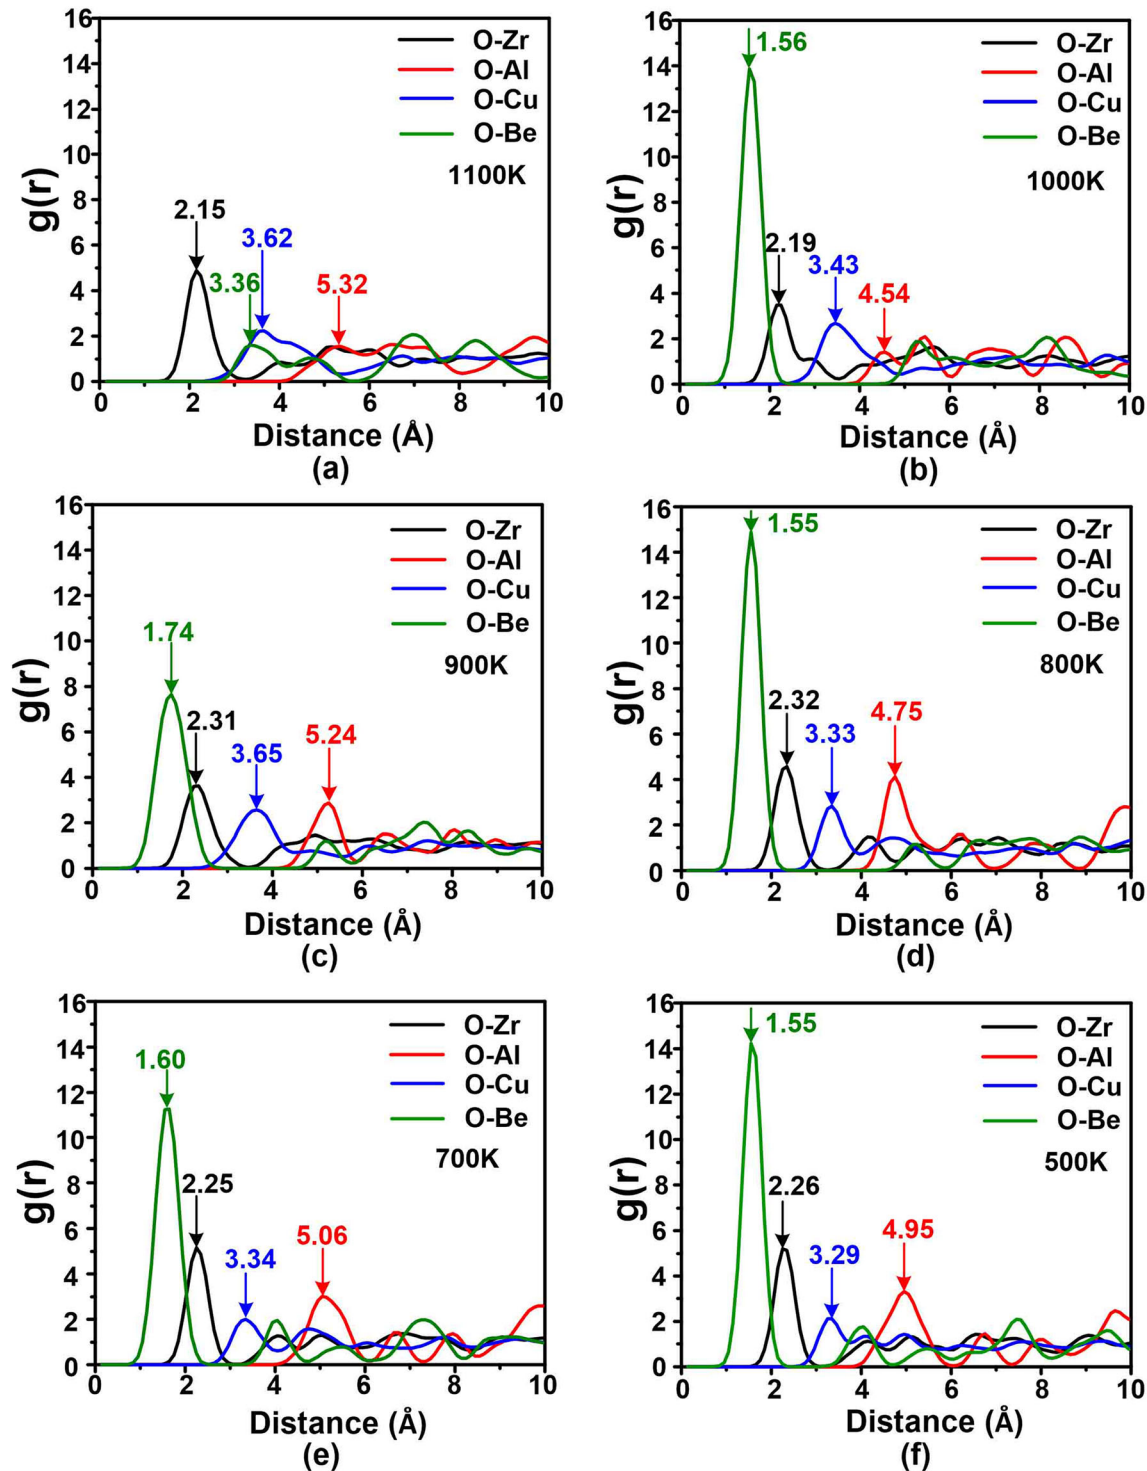 g(r)
16
14
12
10
8
6
4
2
0
O-Zr
O-Al
O-Cu
O-Be
1100K
2.15
3.36
3.62
5.32
0 2 4 6 8 10
Distance (Å)
(a)
g(r)
16
14
12
10
8
6
4
2
0
O-Zr
O-Al
O-Cu
O-Be
1000K
1.56
2.19
3.43
4.54
0 2 4 6 8 10
Distance (Å)
(b)
g(r)
16
14
12
10
8
6
4
2
0
O-Zr
O-Al
O-Cu
O-Be
900K
1.74
2.31
3.65
5.24
0 2 4 6 8 10
Distance (Å)
(c)
g(r)
16
14
12
10
8
6
4
2
0
O-Zr
O-Al
O-Cu
O-Be
800K
1.55
2.32
3.33
4.75
0 2 4 6 8 10
Distance (Å)
(d)
g(r)
16
14
12
10
8
6
4
2
0
O-Zr
O-Al
O-Cu
O-Be
700K
1.60
2.25
3.34
5.06
0 2 4 6 8 10
Distance (Å)
(e)
g(r)
16
14
12
10
8
6
4
2
0
O-Zr
O-Al
O-Cu
O-Be
500K
1.55
2.26
3.29
4.95
0 2 4 6 8 10
Distance (Å)
(f)